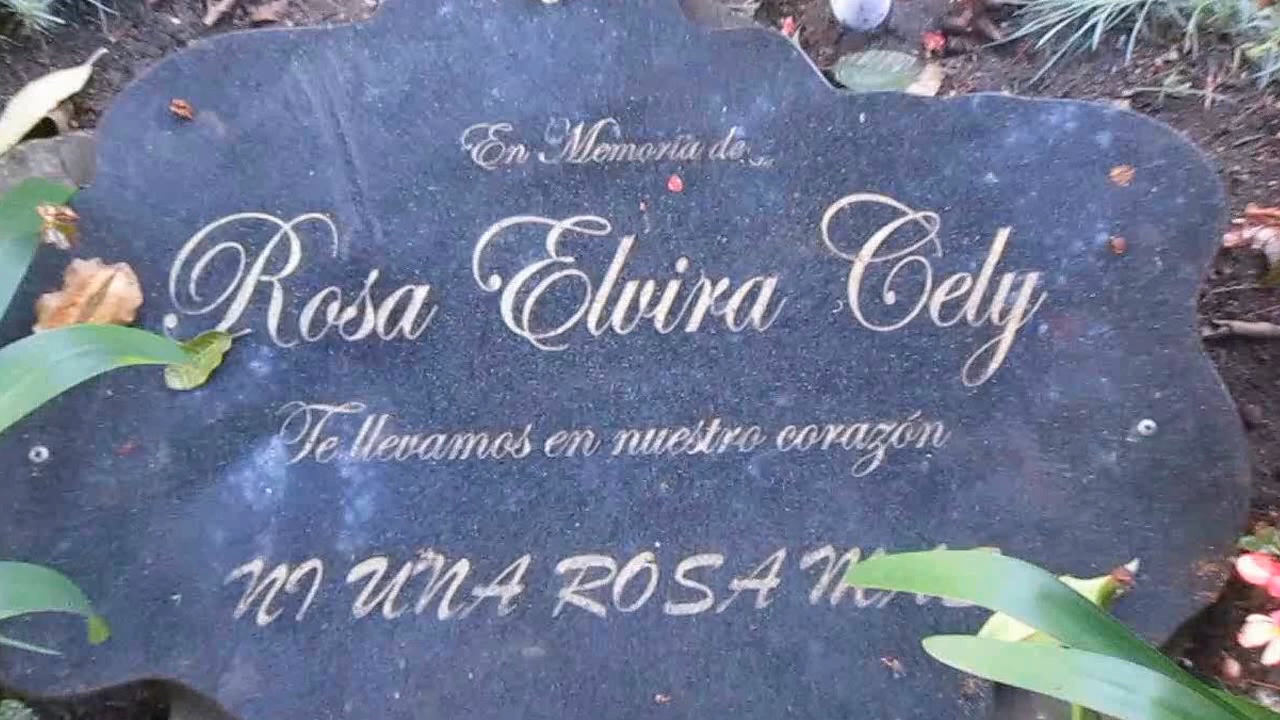 En Memoria de..
Rosa Elvira Cely
Te llevamos en nuestro corazón
NI UNA ROSA